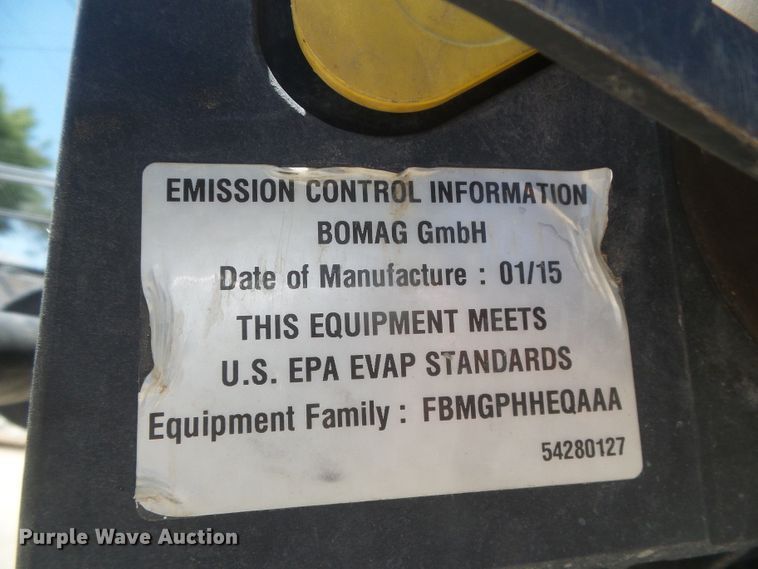 EMISSION CONTROL INFORMATION
BOMAG GmbH
Date of Manufacture : 01/15
THIS EQUIPMENT MEETS
U.S. EPA EVAP STANDARDS
Equipment Family : FBMGPHHEQAAA
54280127
Purple Wave Auction